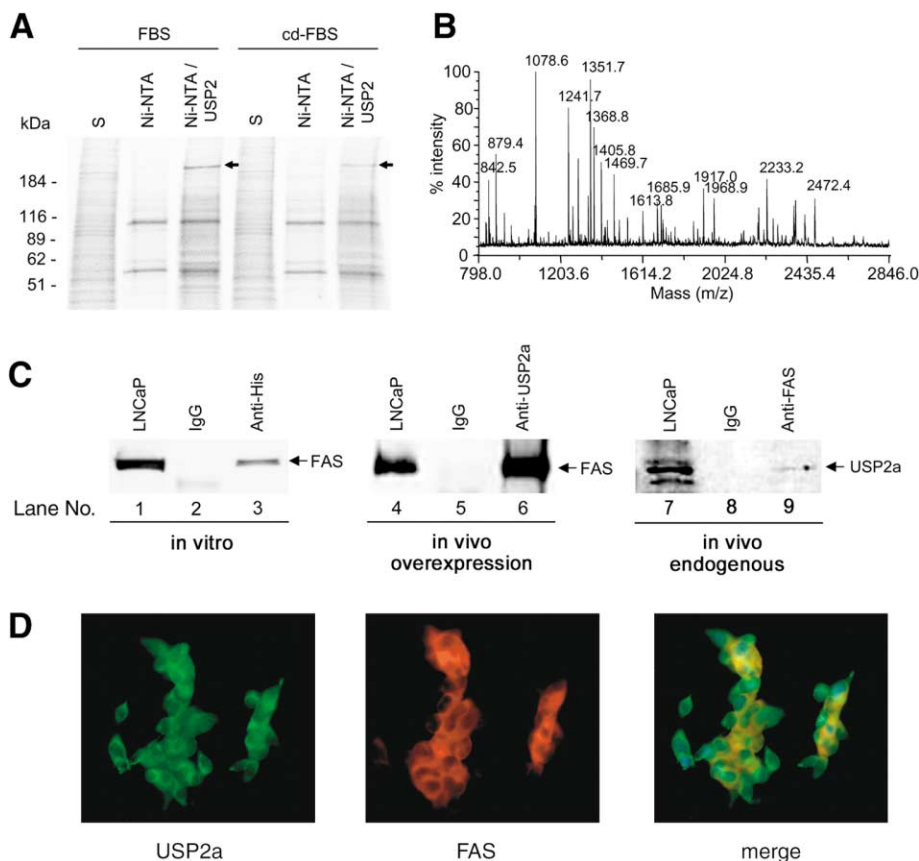 A
FBS
cd-FBS
kDa
S
Ni-NTA
Ni-NTA /
USP2
S
Ni-NTA
Ni-NTA /
USP2
184 -
116 -
89 -
62 -
51 -
B
% intensity
100
80
60
40
20
0
842.5
879.4
1078.6
1241.7
1351.7
1368.8
1405.8
1469.7
1613.8
1685.9
1917.0
1968.9
2233.2
2472.4
798.0 1203.6 1614.2 2024.8 2435.4 2846.0
Mass (m/z)
C
LNCaP
IgG
Anti-His
FAS
LNCaP
IgG
Anti-USP2a
FAS
LNCaP
IgG
Anti-FAS
USP2a
Lane No. 1 2 3 4 5 6 7 8 9
in vitro
in vivo
overexpression
in vivo
endogenous
D
USP2a
FAS
merge